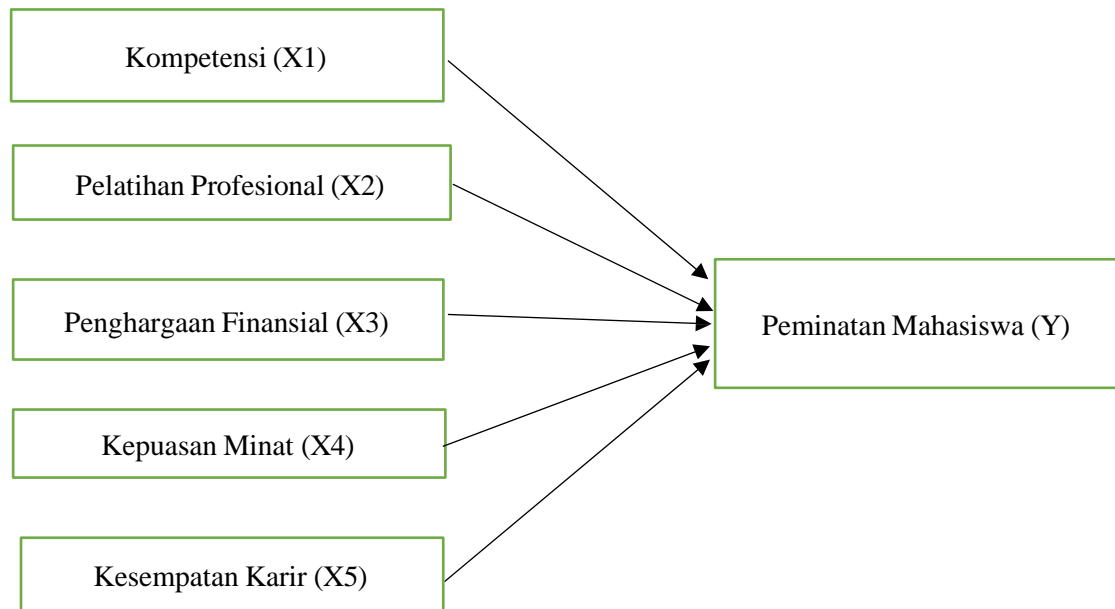 Kompetensi (X1)
Pelatihan Profesional (X2)
Penghargaan Finansial (X3)
Peminatan Mahasiswa (Y)
Kepuasan Minat (X4)
Kesempatan Karir (X5)